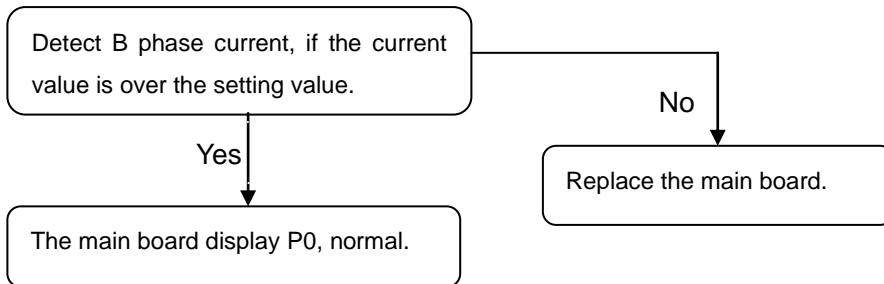 Detect B phase current, if the current
value is over the setting value.
No
Yes
Replace the main board.
The main board display P0, normal.